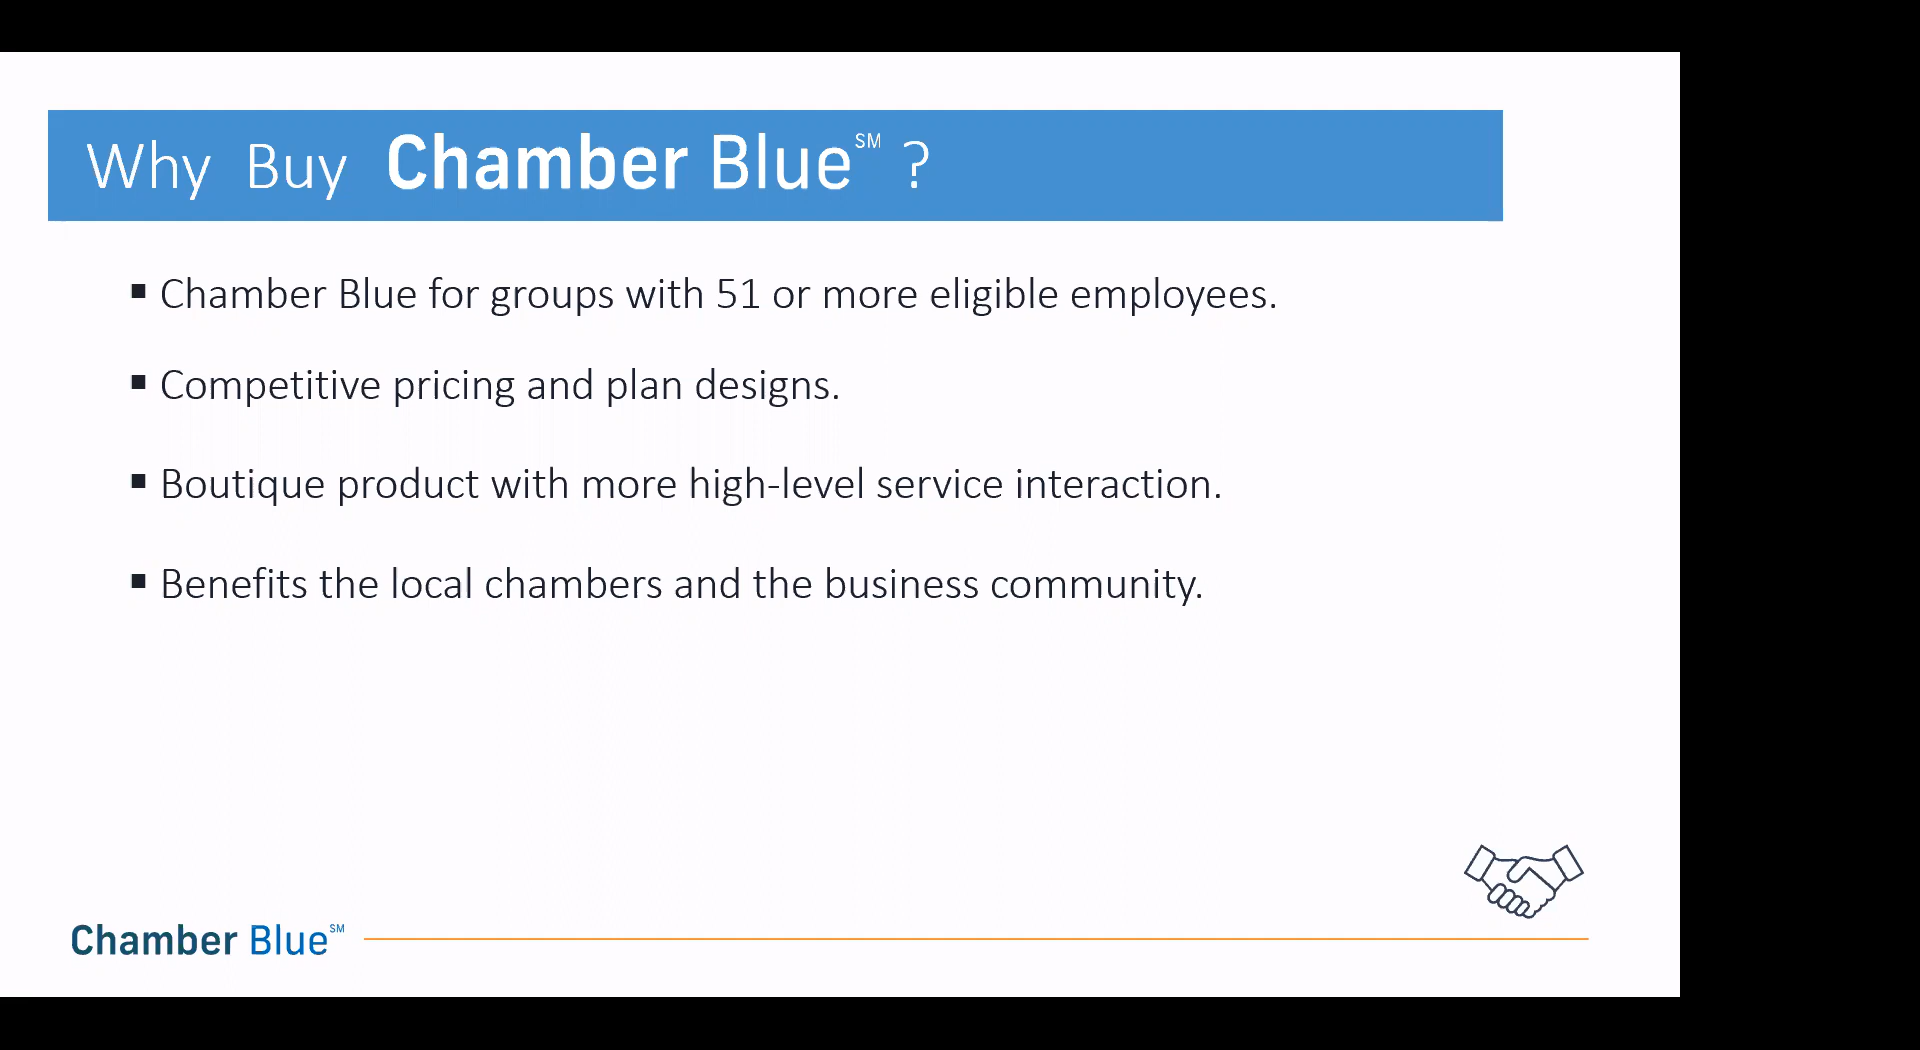 Why Buy Chamber Blue℠ ?
▪ Chamber Blue for groups with 51 or more eligible employees.
▪ Competitive pricing and plan designs.
▪ Boutique product with more high-level service interaction.
▪ Benefits the local chambers and the business community.
Chamber Blue℠